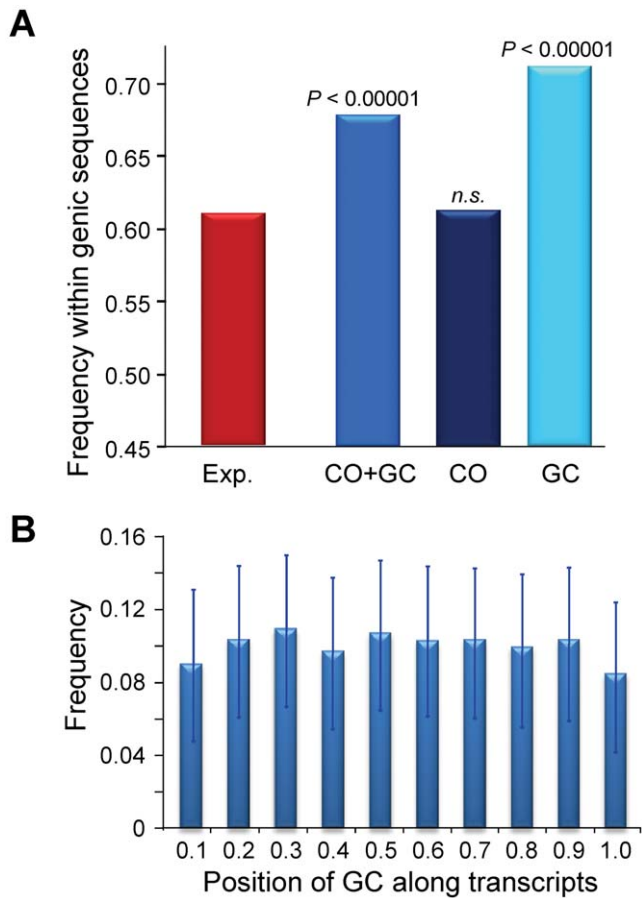 A
Frequency within genic sequences
0.70
0.65
0.60
0.55
0.50
0.45
P < 0.00001
n.s.
P < 0.00001
Exp. CO+GC CO GC
B
Frequency
0.16
0.12
0.08
0.04
0
0.1 0.2 0.3 0.4 0.5 0.6 0.7 0.8 0.9 1.0
Position of GC along transcripts